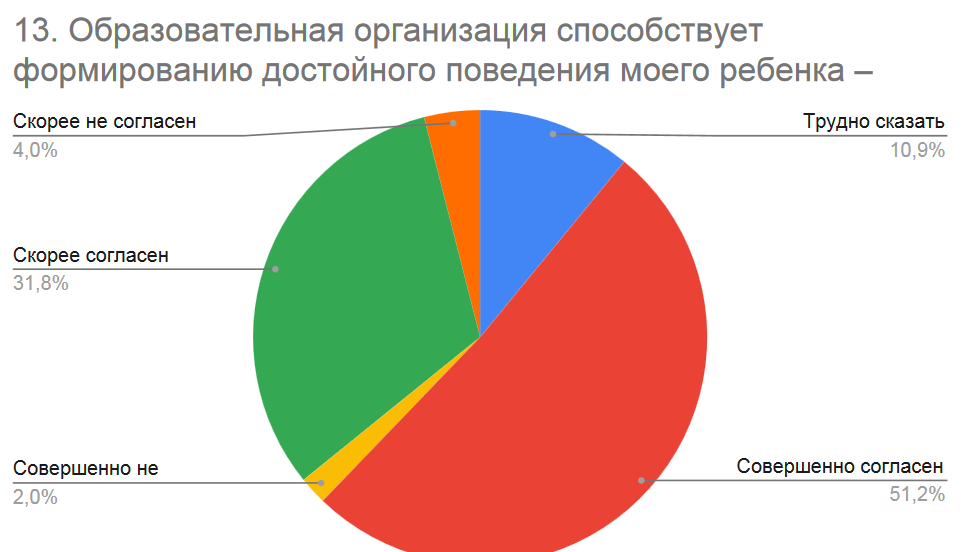 13. Образовательная организация способствует
формированию достойного поведения моего ребенка –
Скорее не согласен
4,0%
Трудно сказать
10,9%
Скорее согласен
31,8%
Совершенно не
2,0%
Совершенно согласен
51,2%